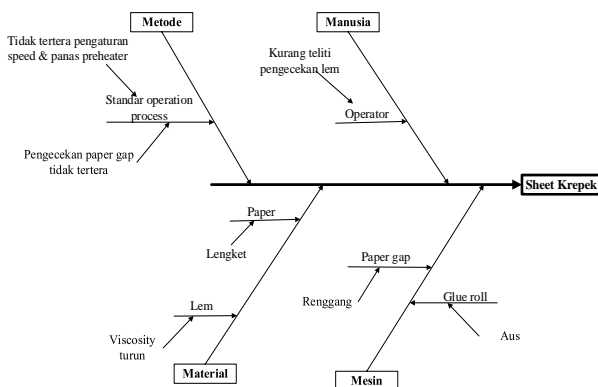 Metode
Manusia
Tidak tertera pengaturan
speed & panas preheater
Kurang teliti
pengecekan lem
Standar operation
process
Operator
Pengecekan paper gap
tidak tertera
Sheet Krepek
Paper
Lengket
Paper gap
Renggang
Glue roll
Lem
Aus
Viscosity
turun
Material
Mesin